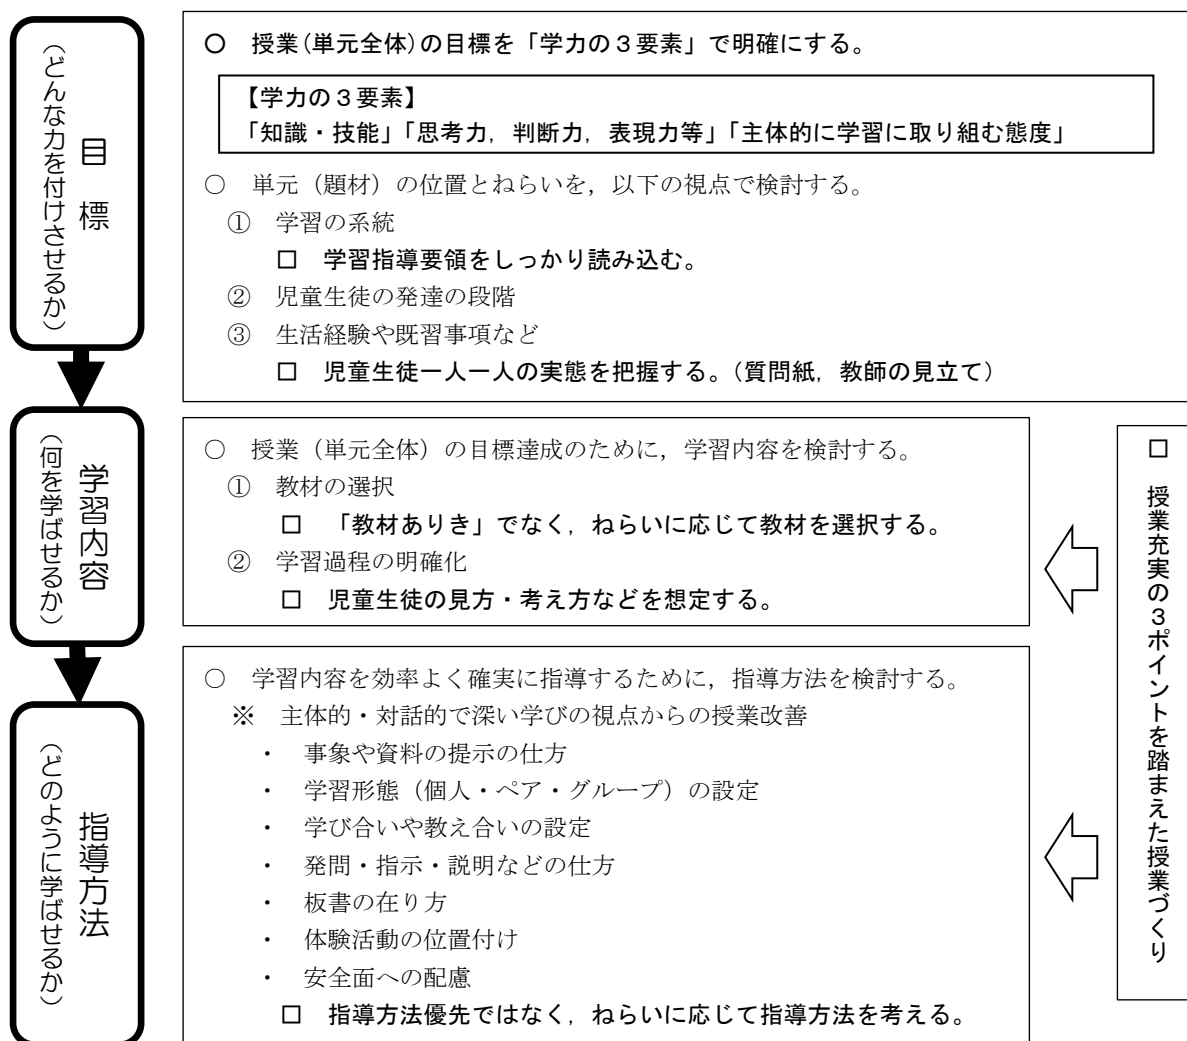 目標
（どんな力を付けさせるか）
○　授業(単元全体)の目標を「学力の３要素」で明確にする。
【学力の３要素】
「知識・技能」「思考力，判断力，表現力等」「主体的に学習に取り組む態度」
○　単元（題材）の位置とねらいを，以下の視点で検討する。
①　学習の系統
□　学習指導要領をしっかり読み込む。
②　児童生徒の発達の段階
③　生活経験や既習事項など
□　児童生徒一人一人の実態を把握する。（質問紙，教師の見立て）
学習内容
（何を学ばせるか）
○　授業（単元全体）の目標達成のために，学習内容を検討する。
①　教材の選択
□　「教材ありき」でなく，ねらいに応じて教材を選択する。
②　学習過程の明確化
□　児童生徒の見方・考え方などを想定する。
指導方法
（どのように学ばせるか）
○　学習内容を効率よく確実に指導するために，指導方法を検討する。
※　主体的・対話的で深い学びの視点からの授業改善
・　事象や資料の提示の仕方
・　学習形態（個人・ペア・グループ）の設定
・　学び合いや教え合いの設定
・　発問・指示・説明などの仕方
・　板書の在り方
・　体験活動の位置付け
・　安全面への配慮
□　指導方法優先ではなく，ねらいに応じて指導方法を考える。
□　授業充実の３ポイントを踏まえた授業づくり